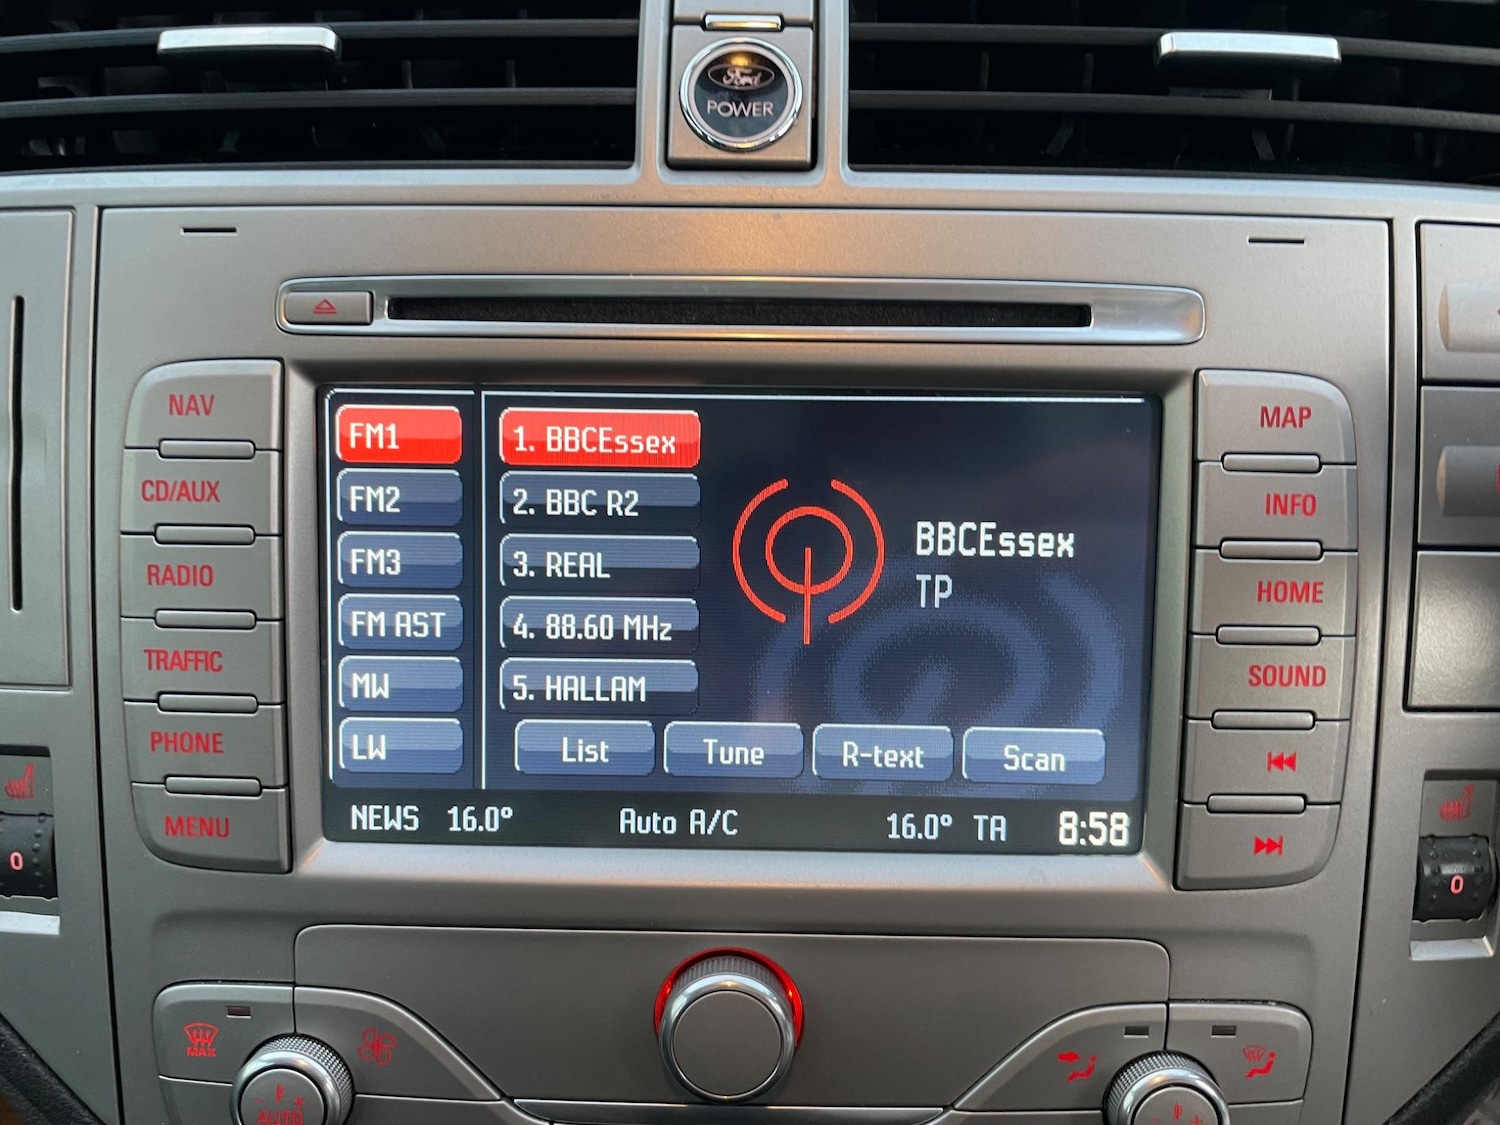 Ford
POWER
NAV
CD/AUX
RADIO
TRAFFIC
PHONE
MENU
FM1
FM2
FM3
FM AST
MW
LW
1. BBCEssex
2. BBC R2
3. REAL
4. 88.60 MHz
5. HALLAM
BBCEssex
TP
List Tune R-text Scan
NEWS 16.0° Auto A/C 16.0° TA 8:58
MAP
INFO
HOME
SOUND
0
0
MAX
AUTO